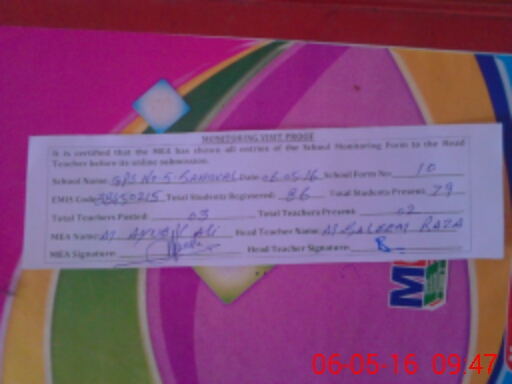 MONITORING VISIT PROOF
It is certified that the MEA has shown all entries of the School Monitoring Form to the Head
Teacher before its online submission.
School Name: GPS No. 5 Date 06.05.16 School Form No: 10
EMIS Code Total Students Registered: 86 Total Students Present: 79
Total Teachers Posted: 03 Total Teachers Present: 02
MEA Name: M AYUB ALI Head Teacher Name: M SALEEM RAZA
MEA Signature: Head Teacher Signature:
06-05-16 09:47